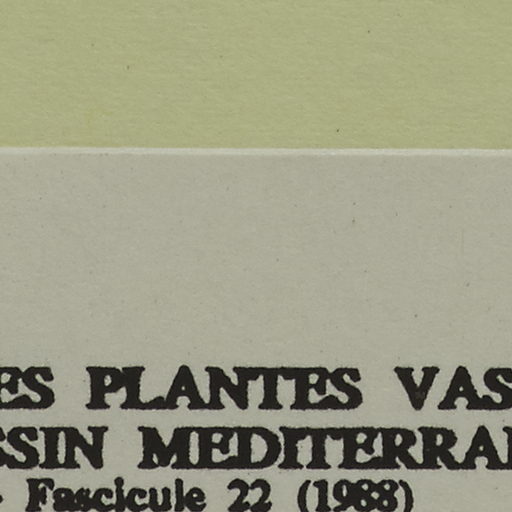 ES PLANTES VAS
SSIN MEDITERRA
- Fascicule 22 (1988)